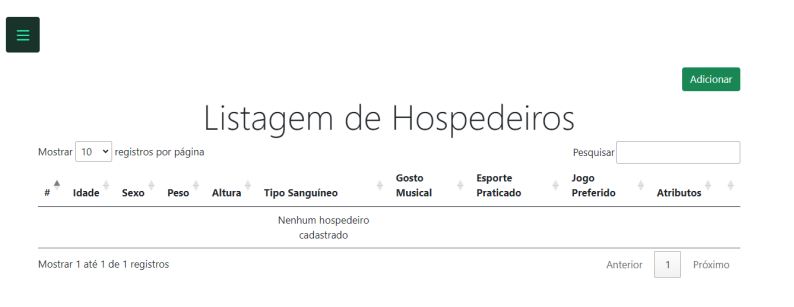 Adicionar
Listagem de Hospedeiros
Mostrar 10 registros por página
Pesquisar
# Idade Sexo Peso Altura Tipo Sanguíneo Gosto Musical Esporte Praticado Jogo Preferido Atributos
Nenhum hospedeiro
cadastrado
Mostrar 1 até 1 de 1 registros
Anterior 1 Próximo